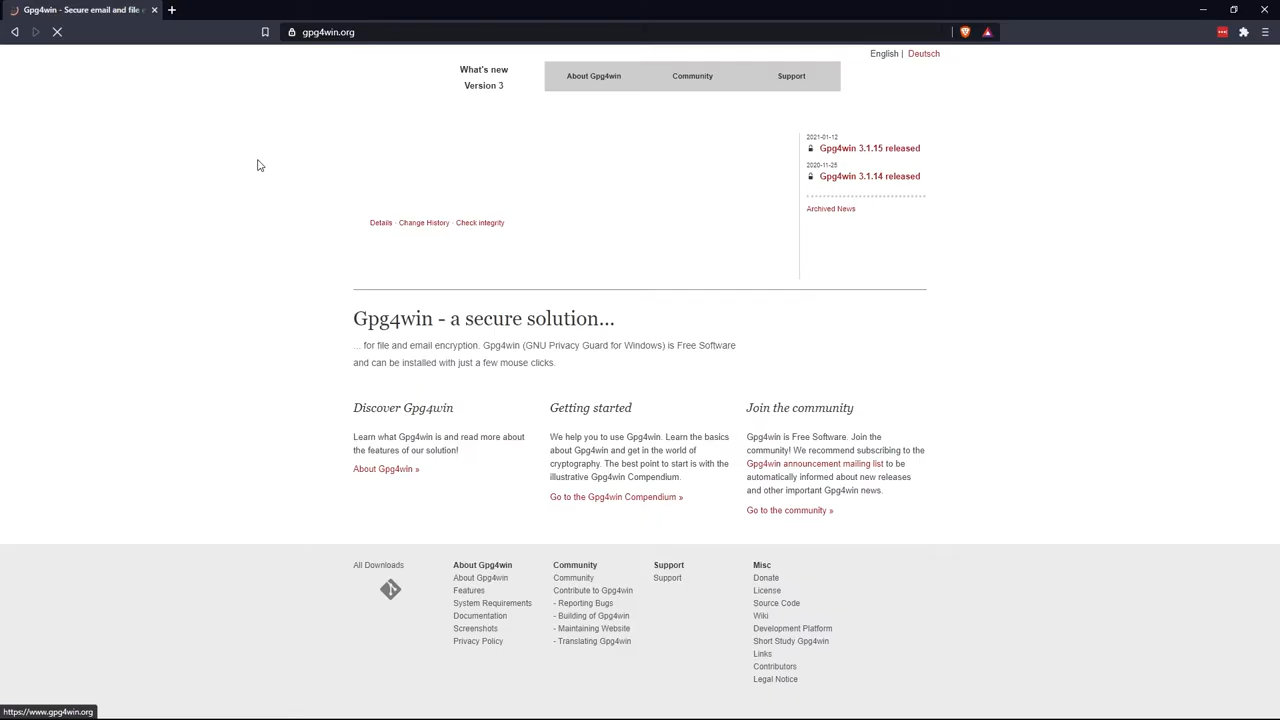 Gpg4win - Secure email and file e
gpg4win.org
English | Deutsch
What's new
Version 3
About Gpg4win
Community
Support
2021-01-12
Gpg4win 3.1.15 released
2020-11-25
Gpg4win 3.1.14 released
Archived News
Details · Change History · Check integrity
Gpg4win - a secure solution...
... for file and email encryption. Gpg4win (GNU Privacy Guard for Windows) is Free Software
and can be installed with just a few mouse clicks.
Discover Gpg4win
Learn what Gpg4win is and read more about
the features of our solution!
About Gpg4win »
Getting started
We help you to use Gpg4win. Learn the basics
about Gpg4win and get in the world of
cryptography. The best point to start is with the
illustrative Gpg4win Compendium.
Go to the Gpg4win Compendium »
Join the community
Gpg4win is Free Software. Join the
community! We recommend subscribing to the
Gpg4win announcement mailing list to be
automatically informed about new releases
and other important Gpg4win news.
Go to the community »
All Downloads
About Gpg4win
About Gpg4win
Features
System Requirements
Documentation
Screenshots
Privacy Policy
Community
Community
Contribute to Gpg4win
- Reporting Bugs
- Building of Gpg4win
- Maintaining Website
- Translating Gpg4win
Support
Support
Misc
Donate
License
Source Code
Wiki
Development Platform
Short Study Gpg4win
Links
Contributors
Legal Notice
https://www.gpg4win.org